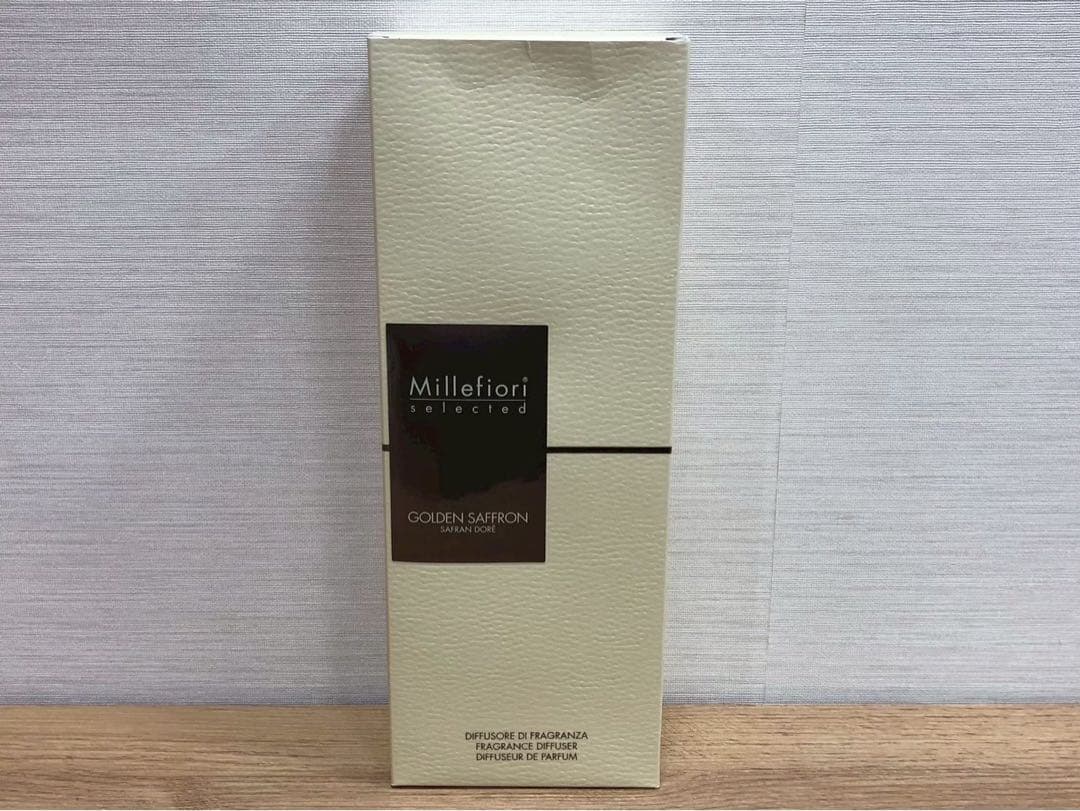 Millefiori®
selected
GOLDEN SAFFRON
SAFRAN DORÉ
DIFFUSORE DI FRAGRANZA
FRAGRANCE DIFFUSER
DIFFUSEUR DE PARFUM